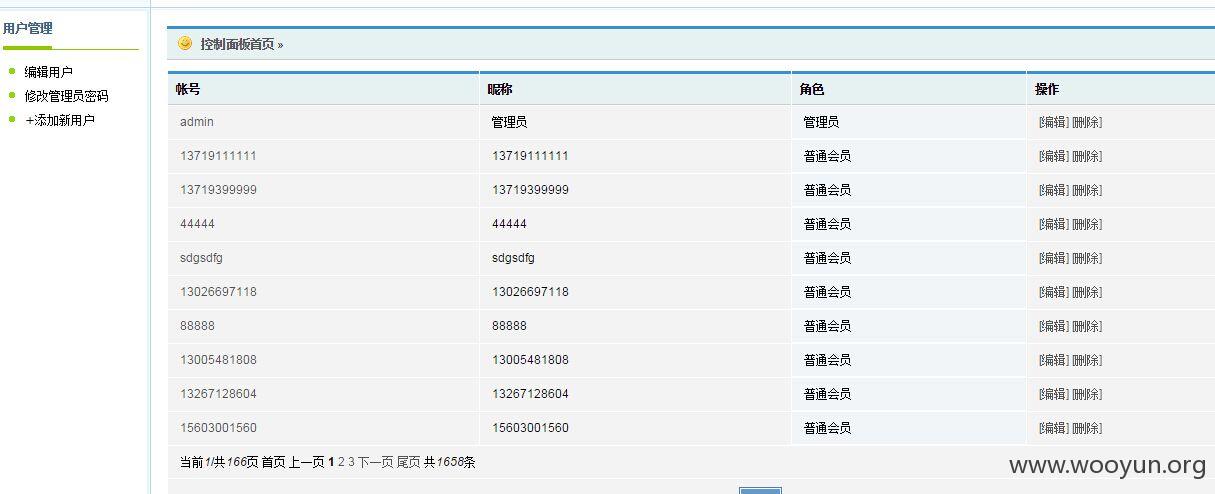 用户管理
编辑用户
修改管理员密码
+添加新用户
控制面板首页 »
帐号 昵称 角色 操作
admin 管理员 管理员 [编辑] [删除]
13719111111 13719111111 普通会员 [编辑] [删除]
13719399999 13719399999 普通会员 [编辑] [删除]
44444 44444 普通会员 [编辑] [删除]
sdgsdfg sdgsdfg 普通会员 [编辑] [删除]
13026697118 13026697118 普通会员 [编辑] [删除]
88888 88888 普通会员 [编辑] [删除]
13005481808 13005481808 普通会员 [编辑] [删除]
13267128604 13267128604 普通会员 [编辑] [删除]
15603001560 15603001560 普通会员 [编辑] [删除]
当前1/共166页 首页 上一页 1 2 3 下一页 尾页 共1658条
www.wooyun.org